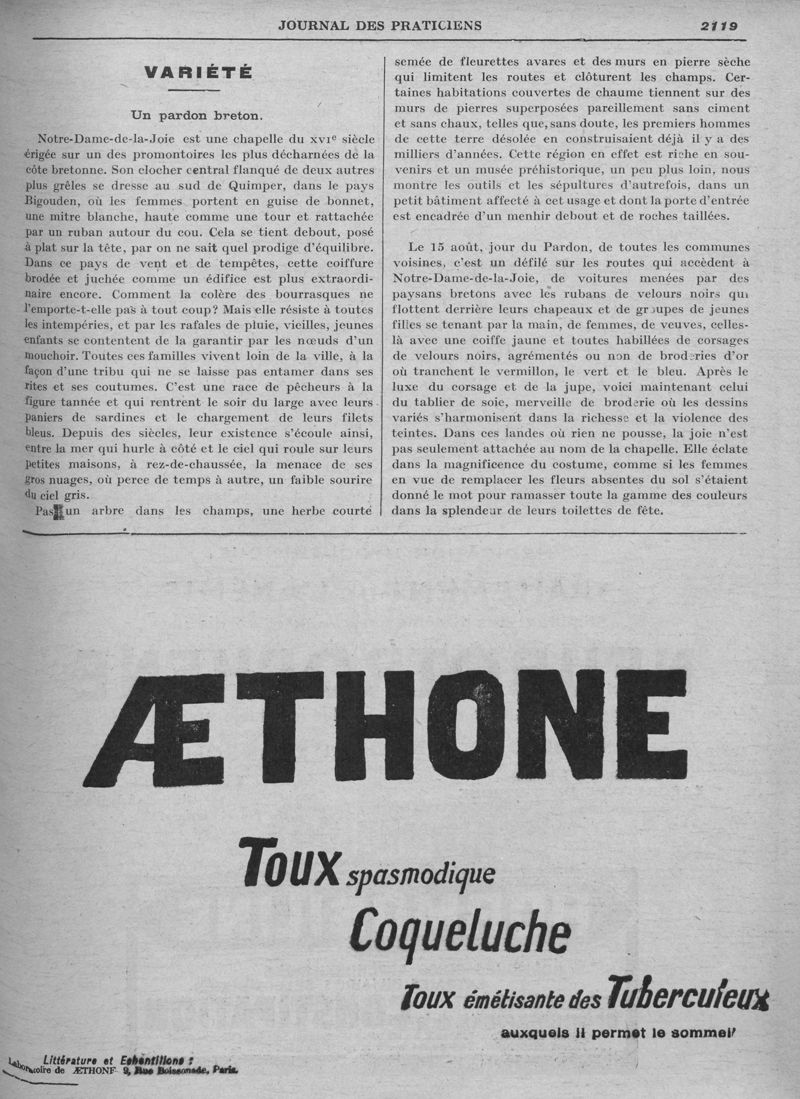 JOURNAL DES PRATICIENS 2119
VARIÉTÉ
Un pardon breton.
Notre-Dame-de-la-Joie est une chapelle du XVIe siècle
érigée sur un des promontoires les plus décharnées de la
côte bretonne. Son clocher central flanqué de deux autres
plus grêles se dresse au sud de Quimper, dans le pays
Bigouden, où les femmes portent en guise de bonnet,
une mitre blanche, haute comme une tour et rattachée
par un ruban autour du cou. Cela se tient debout, posé
à plat sur la tête, par on ne sait quel prodige d'équilibre.
Dans ce pays de vent et de tempêtes, cette coiffure
brodée et juchée comme un édifice est plus extraordi-
naire encore. Comment la colère des bourrasques ne
l'emporte-t-elle pas à tout coup? Mais elle résiste à toutes
les intempéries, et par les rafales de pluie, vieilles, jeunes
enfants se contentent de la garantir par les nœuds d'un
mouchoir. Toutes ces familles vivent loin de la ville, à la
façon d'une tribu qui ne se laisse pas entamer dans ses
rites et ses coutumes. C'est une race de pêcheurs à la
figure tannée et qui rentrent le soir du large avec leurs
paniers de sardines et le chargement de leurs filets
bleus. Depuis des siècles, leur existence s'écoule ainsi,
entre la mer qui hurle à côté et le ciel qui roule sur leurs
petites maisons, à rez-de-chaussée, la menace de ses
gros nuages, où perce de temps à autre, un faible sourire
du ciel gris.
Pas un arbre dans les champs, une herbe courte
semée de fleurettes avares et des murs en pierre sèche
qui limitent les routes et clôturent les champs. Cer-
taines habitations couvertes de chaume tiennent sur des
murs de pierres superposées pareillement sans ciment
et sans chaux, telles que, sans doute, les premiers hommes
de cette terre désolée en construisaient déjà il y a des
milliers d'années. Cette région en effet est riche en sou-
venirs et un musée préhistorique, un peu plus loin, nous
montre les outils et les sépultures d'autrefois, dans un
petit bâtiment affecté à cet usage et dont la porte d'entrée
est encadrée d'un menhir debout et de roches taillées.
Le 15 août, jour du Pardon, de toutes les communes
voisines, c'est un défilé sur les routes qui accèdent à
Notre-Dame-de-la-Joie, de voitures menées par des
paysans bretons avec les rubans de velours noirs qui
flottent derrière leurs chapeaux et de groupes de jeunes
filles se tenant par la main, de femmes, de veuves, celles-
là avec une coiffe jaune et toutes habillées de corsages
de velours noirs, agrémentés ou non de broderies d'or
où tranchent le vermillon, le vert et le bleu. Après le
luxe du corsage et de la jupe, voici maintenant celui
du tablier de soie, merveille de broderie où les dessins
variés s'harmonisent dans la richesse et la violence des
teintes. Dans ces landes où rien ne pousse, la joie n'est
pas seulement attachée au nom de la chapelle. Elle éclate
dans la magnificence du costume, comme si les femmes
en vue de remplacer les fleurs absentes du sol s'étaient
donné le mot pour ramasser toute la gamme des couleurs
dans la splendeur de leurs toilettes de fête.
ÆTHONE
Toux spasmodique
Coqueluche
Toux émétisante des Tuberculeux
auxquels il permet le sommeil
Littérature et Echantillons :
Laboratoire de ÆTHONE 9, Rue Boissonade, Paris.